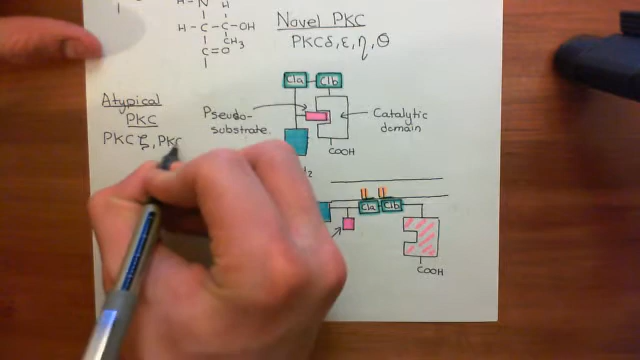 H-N H
H-C-C-OH
CH₃
C=O
Novel PKC
PKCδ, ε, η, θ
C1a C1b
Atypical
PKC
PKCζ, PKC
Pseudo-
substrate
Catalytic
domain
COOH
C1a C1b
COOH